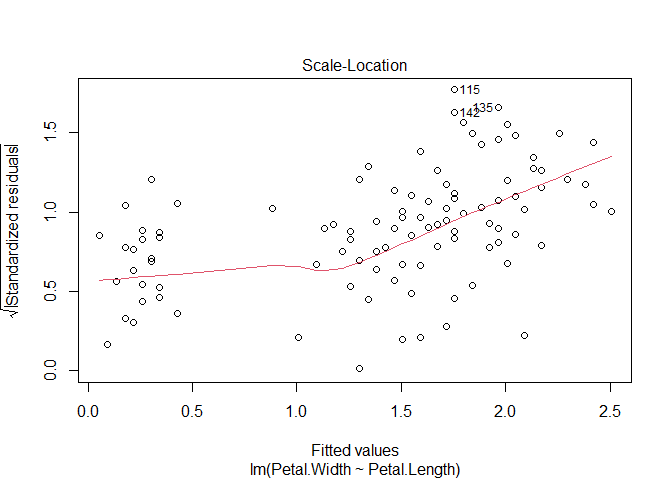 Scale-Location
√|Standardized residuals|
1.5
1.0
0.5
0.0
115
135
142
0.0 0.5 1.0 1.5 2.0 2.5
Fitted values
lm(Petal.Width ~ Petal.Length)